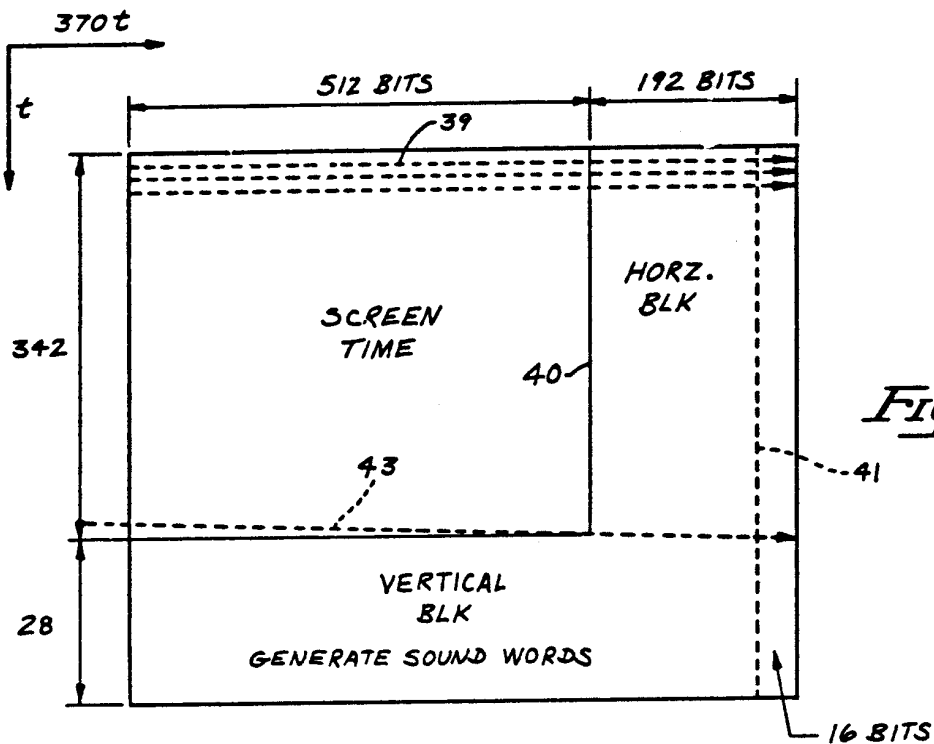 370t
t
512 BITS
192 BITS
39
HORZ.
BLK
SCREEN
TIME
342
40
43
41
28
VERTICAL
BLK
GENERATE SOUND WORDS
16 BITS